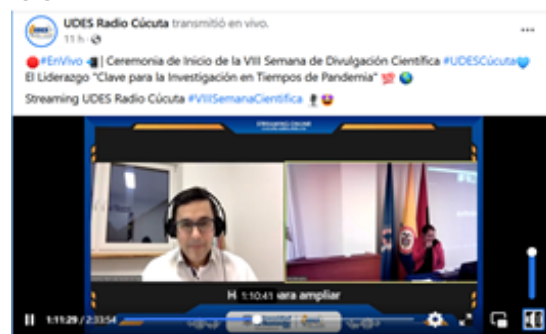 UDES Radio Cúcuta transmitió en vivo.
11 h
#EnVivo | Ceremonia de Inicio de la VIII Semana de Divulgación Científica #UDESCúcuta
El Liderazgo "Clave para la Investigación en Tiempos de Pandemia"
Streaming UDES Radio Cúcuta #VIIISemanaCientifica
H 1:10:41 ara ampliar
1:11:29 / 2:33:54